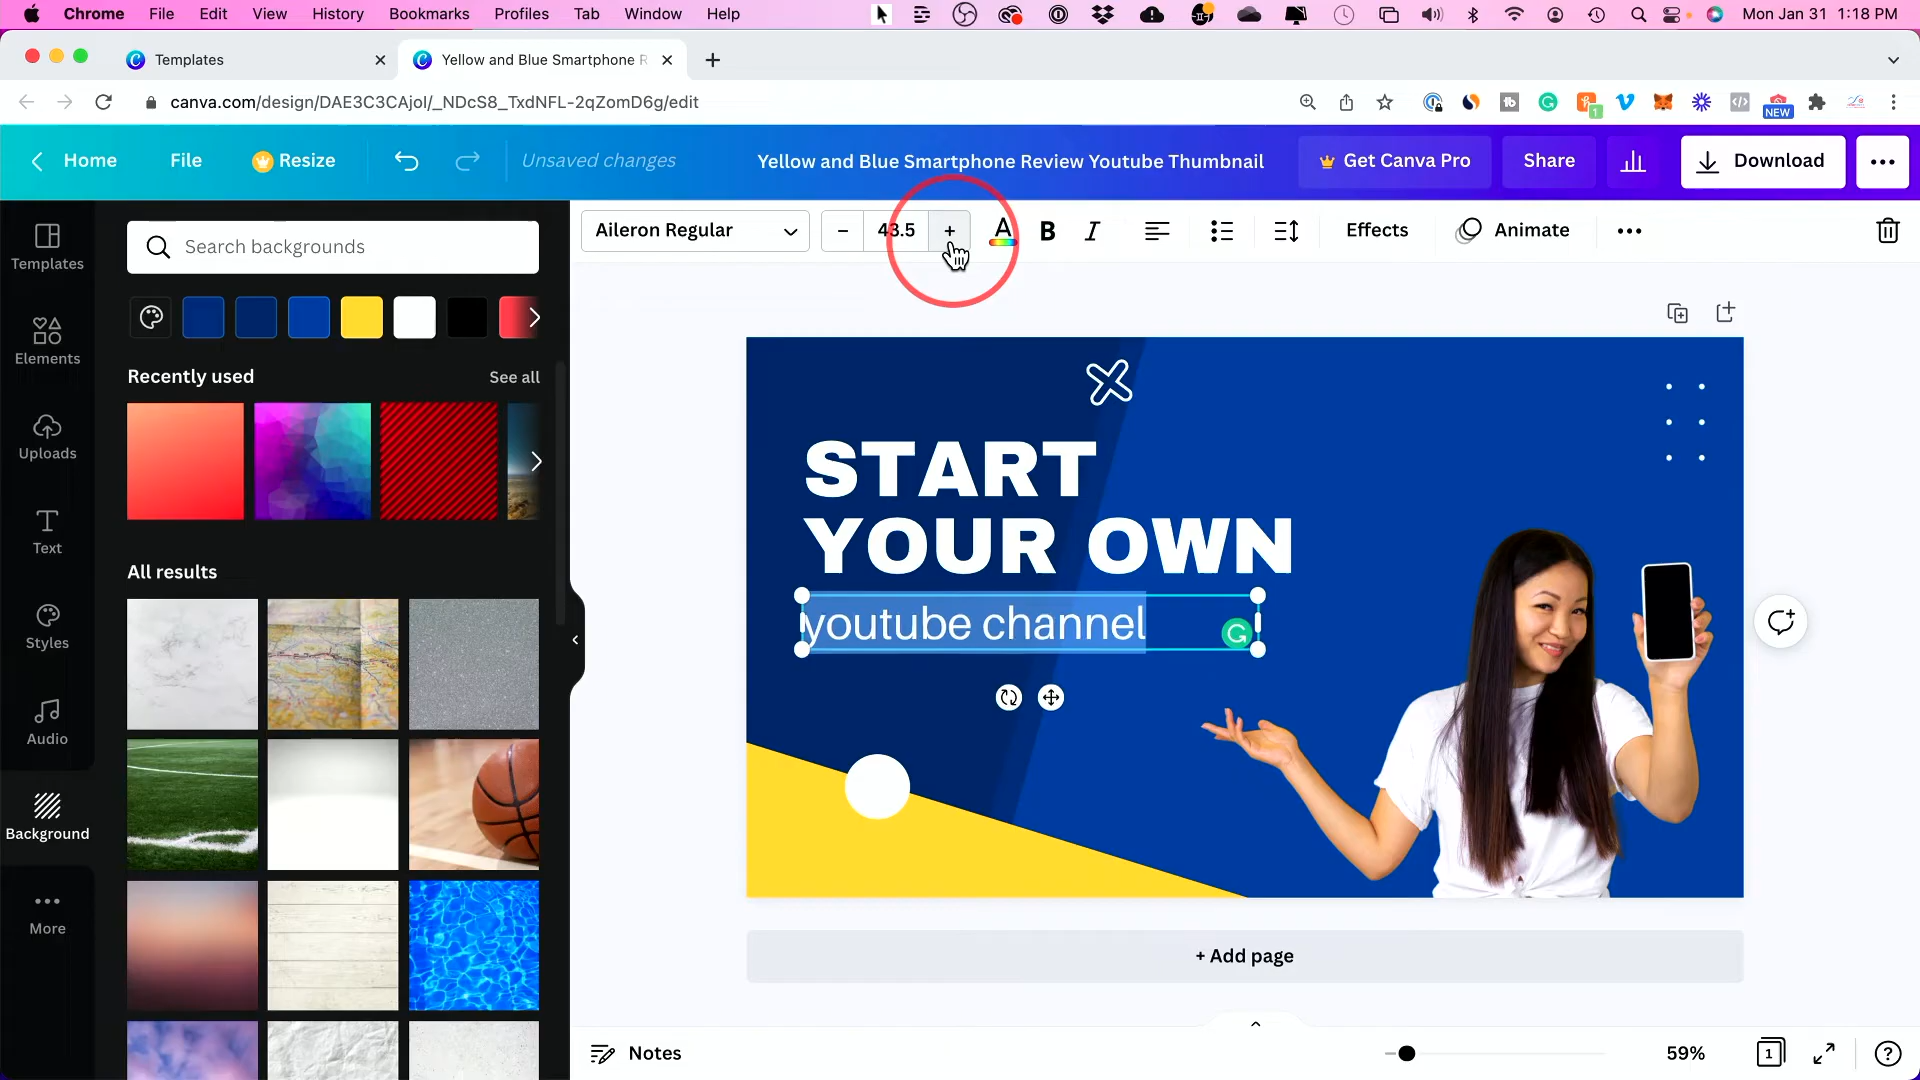 Chrome File Edit View History Bookmarks Profiles Tab Window Help Mon Jan 31 1:18 PM
Templates Yellow and Blue Smartphone R
canva.com/design/DAE3C3CAjoI/_NDcS8_TxdNFL-2qZomD6g/edit
NEW
Home File Resize Unsaved changes Yellow and Blue Smartphone Review Youtube Thumbnail Get Canva Pro Share Download
Aileron Regular 43.5 A B I Effects Animate
Search backgrounds
Templates
Elements
Uploads
Text
Styles
Audio
Background
More
Recently used See all
All results
START
YOUR OWN
youtube channel
+ Add page
Notes 59% 1